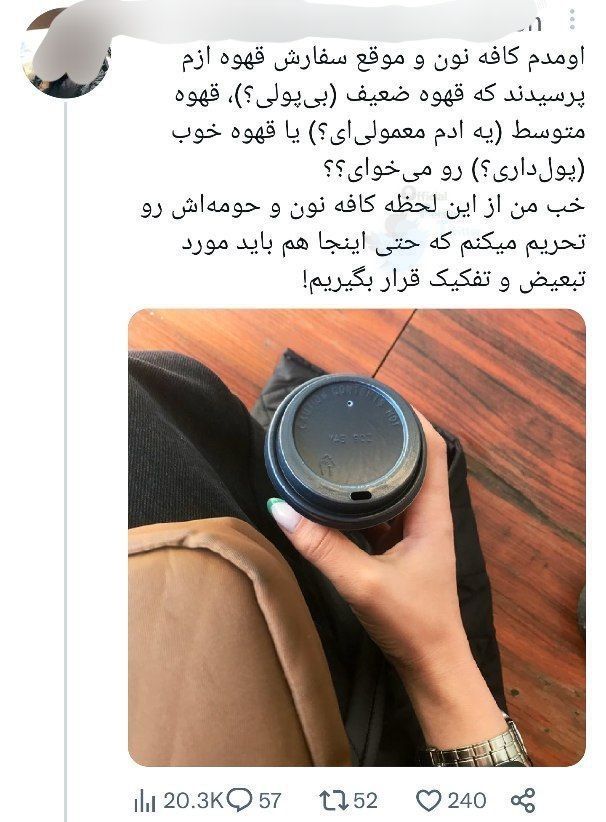 اومدم کافه نون و موقع سفارش قهوه ازم
پرسیدند که قهوه ضعیف (بی‌پولی؟)، قهوه
متوسط (یه ادم معمولی‌ای؟) یا قهوه خوب
(پول‌داری؟) رو می‌خوای؟؟
خب من از این لحظه کافه نون و حومه‌اش رو
تحریم میکنم که حتی اینجا هم باید مورد
تبعیض و تفکیک قرار بگیریم!
20.3K 57 52 240